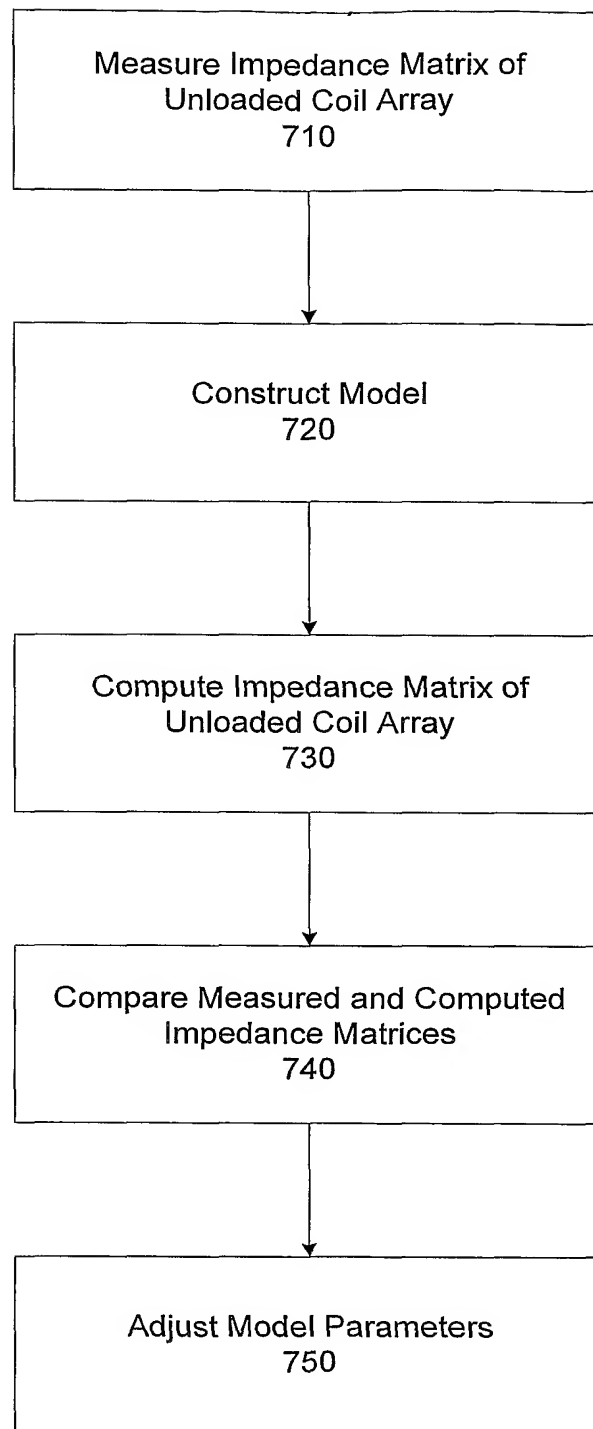 Measure Impedance Matrix of
Unloaded Coil Array
710
Construct Model
720
Compute Impedance Matrix of
Unloaded Coil Array
730
Compare Measured and Computed
Impedance Matrices
740
Adjust Model Parameters
750